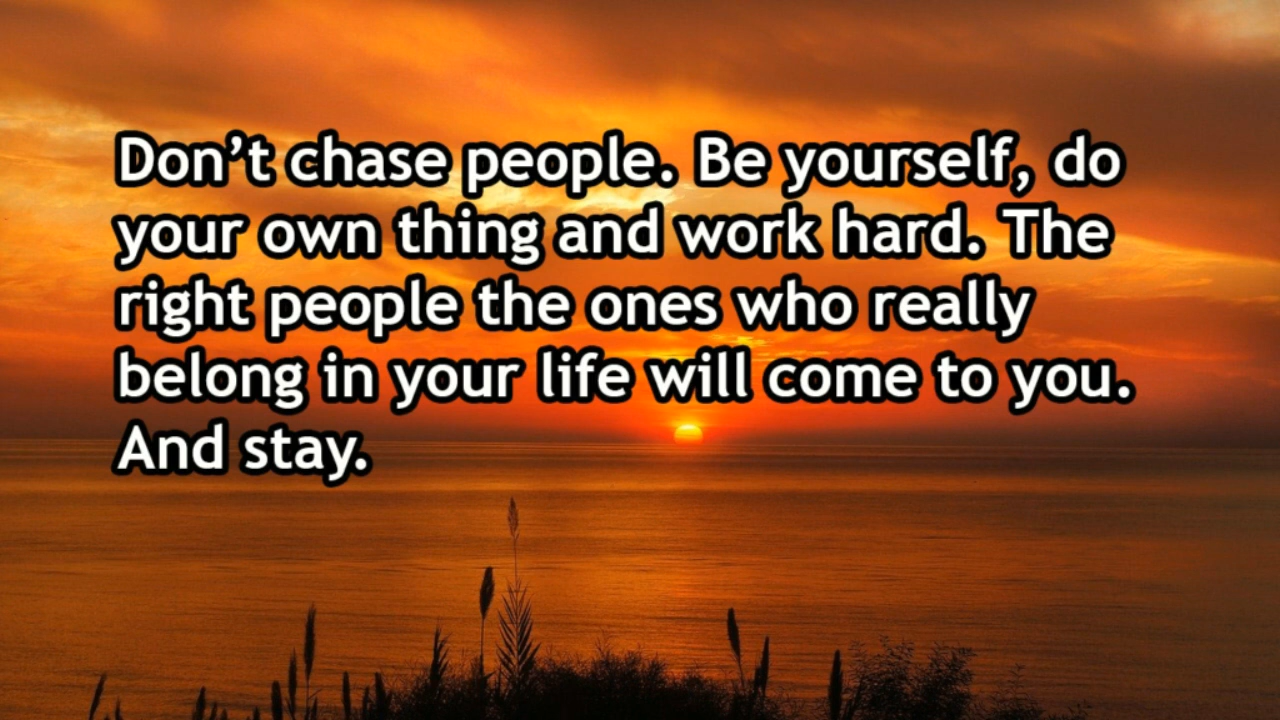 Don’t chase people. Be yourself, do
your own thing and work hard. The
right people the ones who really
belong in your life will come to you.
And stay.